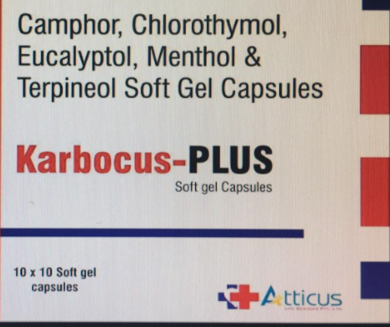 Camphor, Chlorothymol,
Eucalyptol, Menthol &
Terpineol Soft Gel Capsules
Karbocus-PLUS
Soft gel Capsules
10 x 10 Soft gel
capsules
Atticus